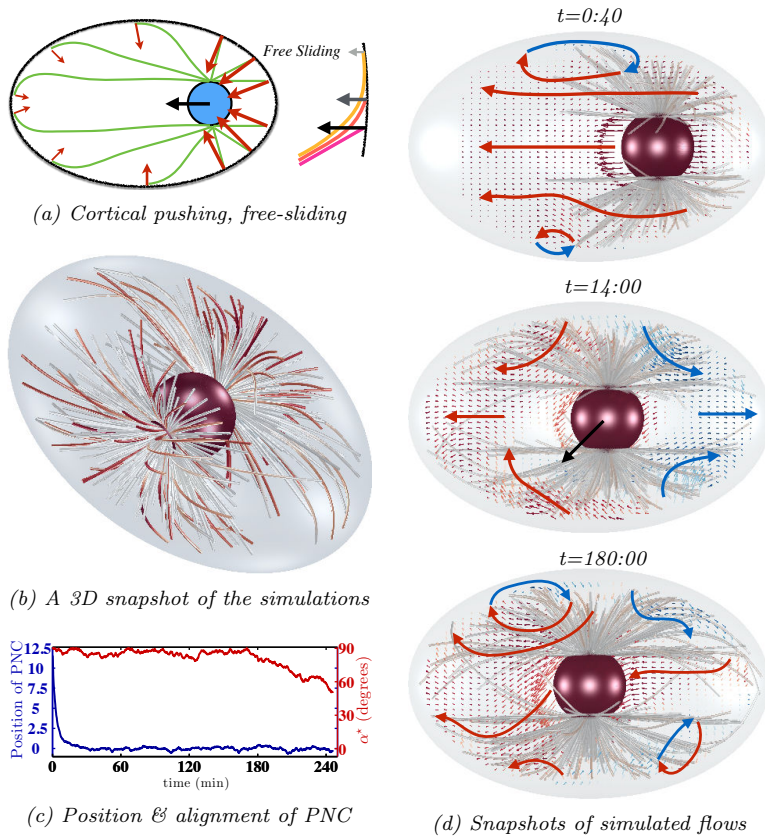 Free Sliding
(a) Cortical pushing, free-sliding
(b) A 3D snapshot of the simulations
Position of PNC
12.5
10
7.5
5
2.5
0
0
60
120
180
240
time (min)
90
60
30
0
α* (degrees)
(c) Position & alignment of PNC
t=0:40
t=14:00
t=180:00
(d) Snapshots of simulated flows